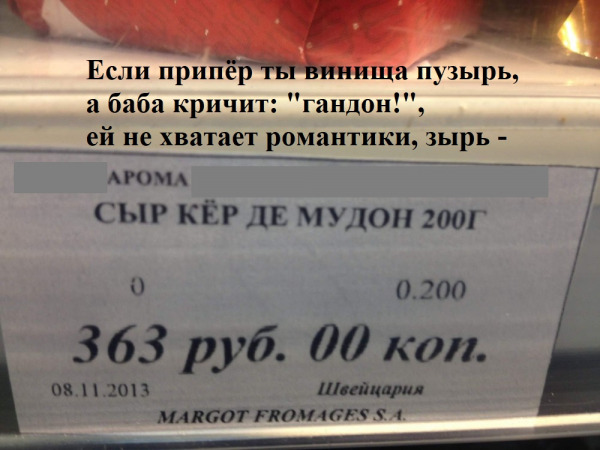 Если припёр ты винища пузырь,
а баба кричит: "гандон!",
ей не хватает романтики, зырь -
АРОМА
СЫР КЁР ДЕ МУДОН 200Г
0 0.200
363 руб. 00 коп.
08.11.2013 Швейцария
MARGOT FROMAGES S.A.